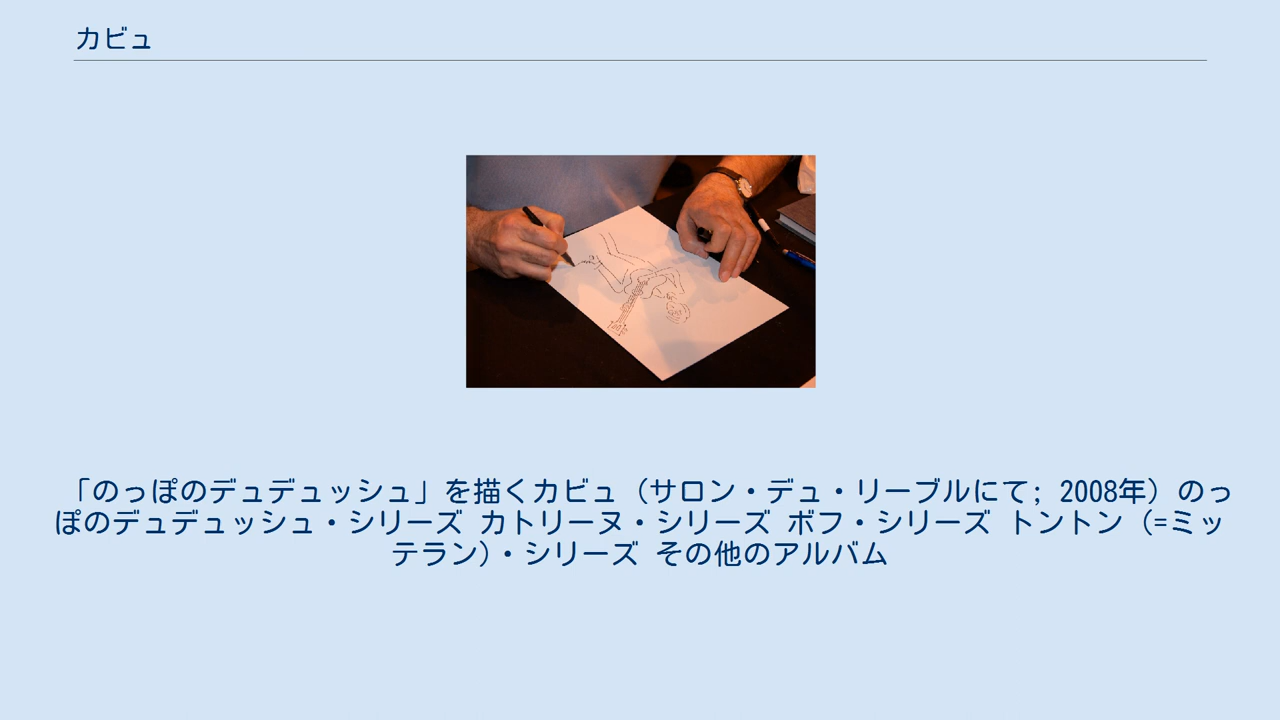 カビュ
「のっぽのデュデュッシュ」を描くカビュ（サロン・デュ・リーブルにて; 2008年）のっ
ぽのデュデュッシュ・シリーズ カトリーヌ・シリーズ ボフ・シリーズ トントン（=ミッ
テラン）・シリーズ その他のアルバム